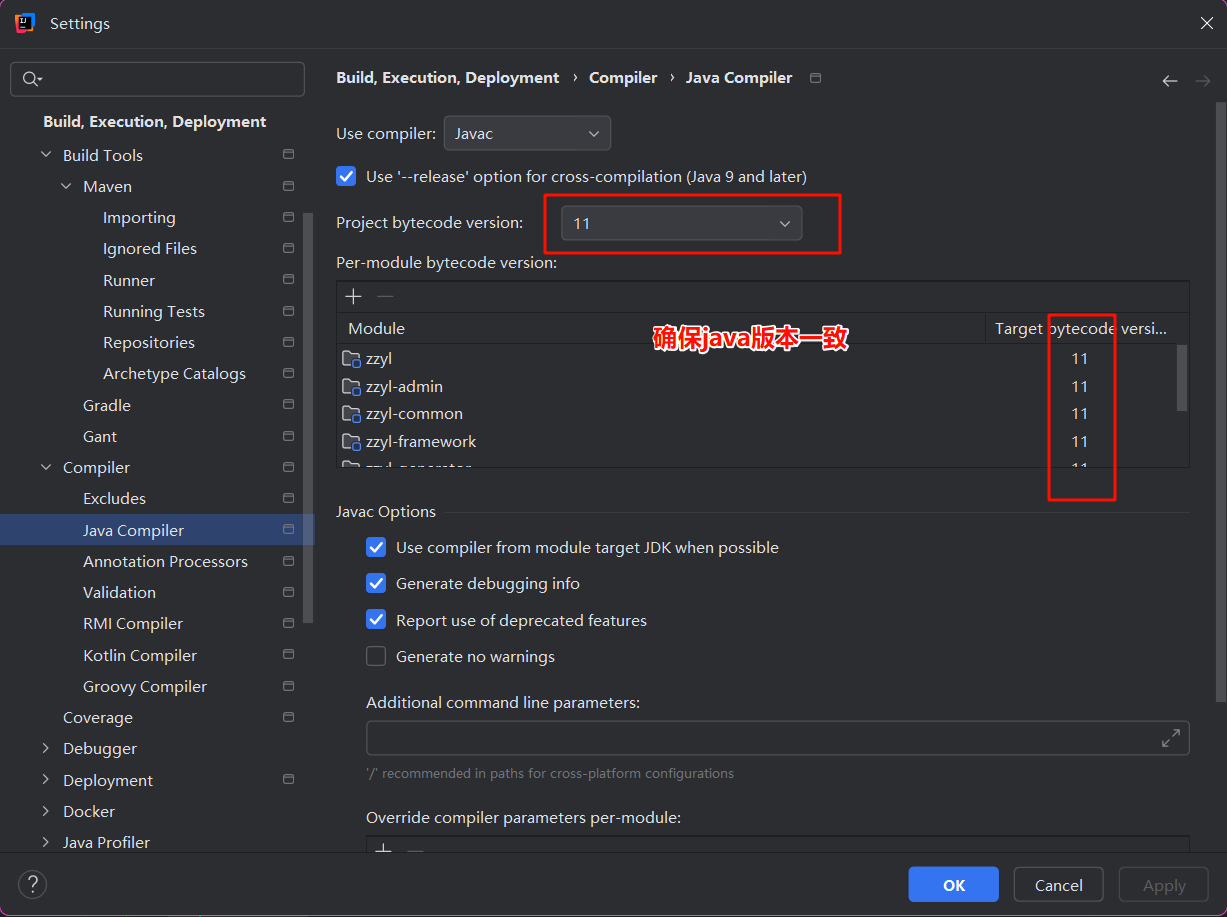 Settings
Build, Execution, Deployment › Compiler › Java Compiler
Build, Execution, Deployment
Build Tools
Maven
Importing
Ignored Files
Runner
Running Tests
Repositories
Archetype Catalogs
Gradle
Gant
Compiler
Excludes
Java Compiler
Annotation Processors
Validation
RMI Compiler
Kotlin Compiler
Groovy Compiler
Coverage
Debugger
Deployment
Docker
Java Profiler
Use compiler: Javac
Use '--release' option for cross-compilation (Java 9 and later)
Project bytecode version: 11
Per-module bytecode version:
Module Target bytecode versi...
确保java版本一致
zzyl 11
zzyl-admin 11
zzyl-common 11
zzyl-framework 11
zzyl-generator 11
Javac Options
Use compiler from module target JDK when possible
Generate debugging info
Report use of deprecated features
Generate no warnings
Additional command line parameters:
'/' recommended in paths for cross-platform configurations
Override compiler parameters per-module:
? OK Cancel Apply